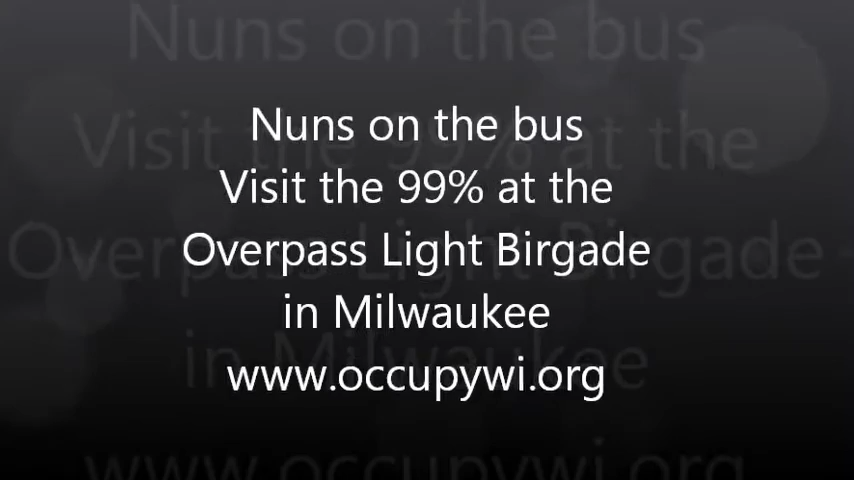 Nuns on the bus
Visit the 99% at the
Overpass Light Birgade
in Milwaukee
www.occupywi.org